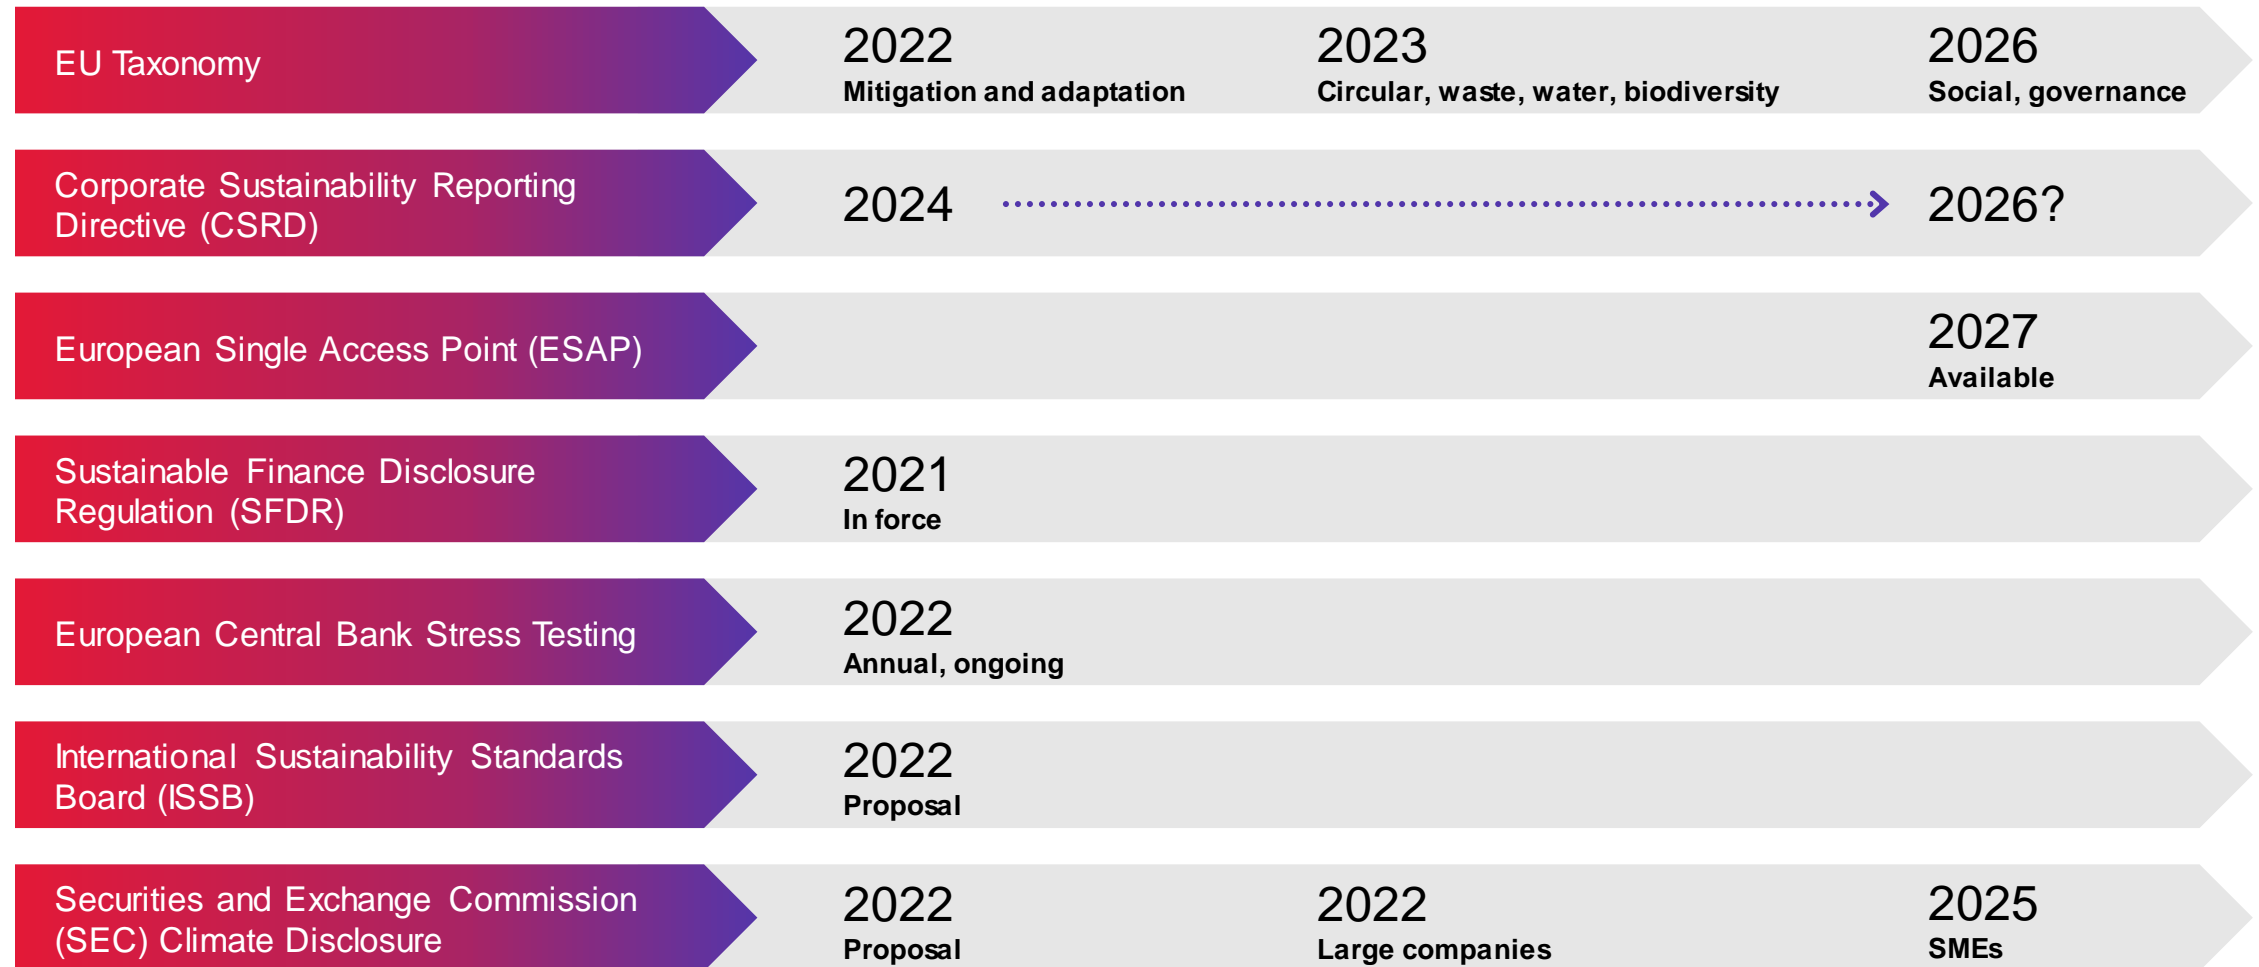 EU Taxonomy
2022
2023
2026
Mitigation and adaptation
Circular, waste, water, biodiversity
Social, governance
Corporate Sustainability Reporting
Directive (CSRD)
2024
2026?
European Single Access Point (ESAP)
2027
Available
Sustainable Finance Disclosure
Regulation (SFDR)
2021
In force
European Central Bank Stress Testing
2022
Annual, ongoing
International Sustainability Standards
Board (ISSB)
2022
Proposal
Securities and Exchange Commission
(SEC) Climate Disclosure
2022
2022
2025
Proposal
Large companies
SMEs